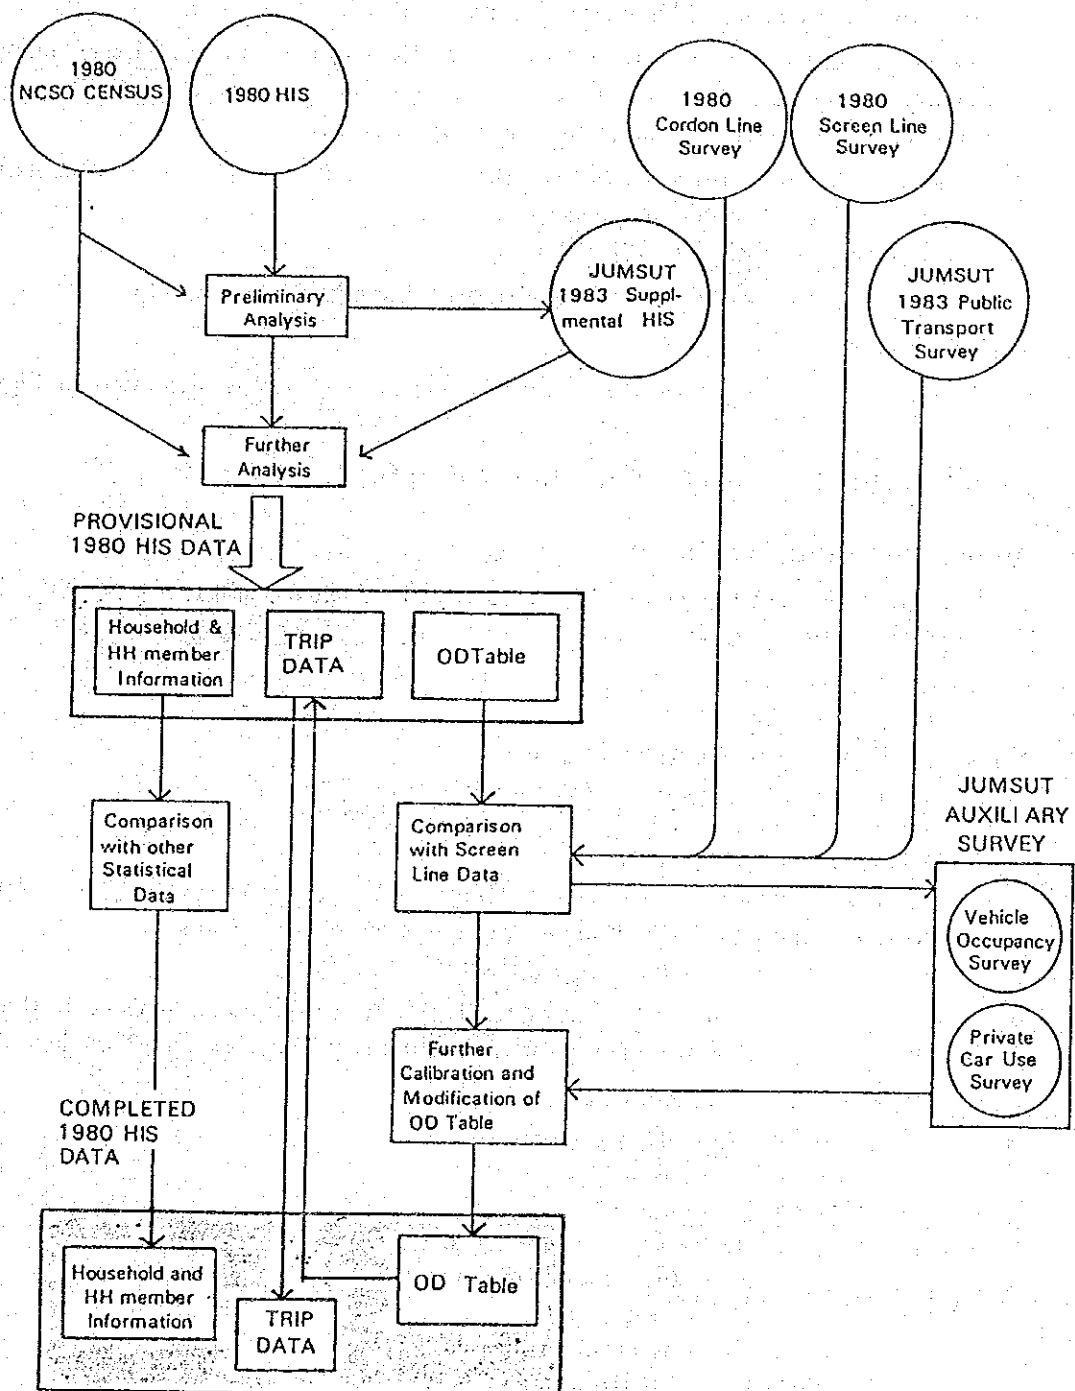 1980
NCSO CENSUS
1980 HIS
1980
Cordon Line
Survey
1980
Screen Line
Survey
JUMSUT
1983 Suppl-
mental HIS
JUMSUT
1983 Public
Transport
Survey
Preliminary
Analysis
Further
Analysis
PROVISIONAL
1980 HIS DATA
Household &
HH member
Information
TRIP
DATA
OD Table
Comparison
with other
Statistical
Data
Comparison
with Screen
Line Data
JUMSUT
AUXILIARY
SURVEY
Vehicle
Occupancy
Survey
Private
Car Use
Survey
Further
Calibration and
Modification of
OD Table
COMPLETED
1980 HIS
DATA
Household and
HH member
Information
TRIP
DATA
OD Table